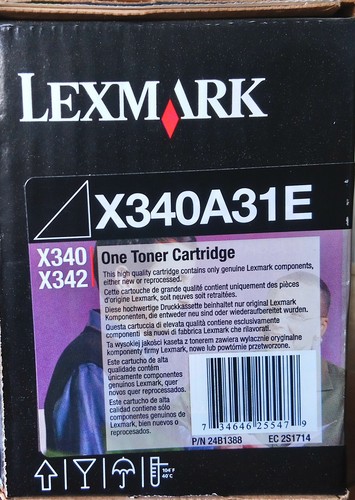 LEXMARK
X340A31E
X340
X342
One Toner Cartridge
This high quality cartridge contains only genuine Lexmark components,
either new or reprocessed.
Cette cartouche de grande qualité contient uniquement des pièces
d'origine Lexmark, soit neuves soit retraitées.
Diese hochwertige Druckkassette beinhaltet nur original Lexmark
Komponenten, die entweder neu sind oder wiederaufbereitet wurden.
Questa cartuccia di elevata qualità contiene esclusivamente
componenti sia nuovi di fabbrica Lexmark che rilavorati.
Ta wysokiej jakości kaseta z tonerem zawiera wyłącznie oryginalne
komponenty firmy Lexmark, nowe lub powtórnie przetworzone.
Este cartucho de alta
qualidade contém
unicamente componentes
genuinos Lexmark, quer
novos quer reprocessados.
Este cartucho de alta
calidad contiene sólo
componentes genuinos de
Lexmark, bien nuevos o
reprocesados.
7 34646 25547 9
P/N 24B1388 EC 2S1714
104°F
40°C